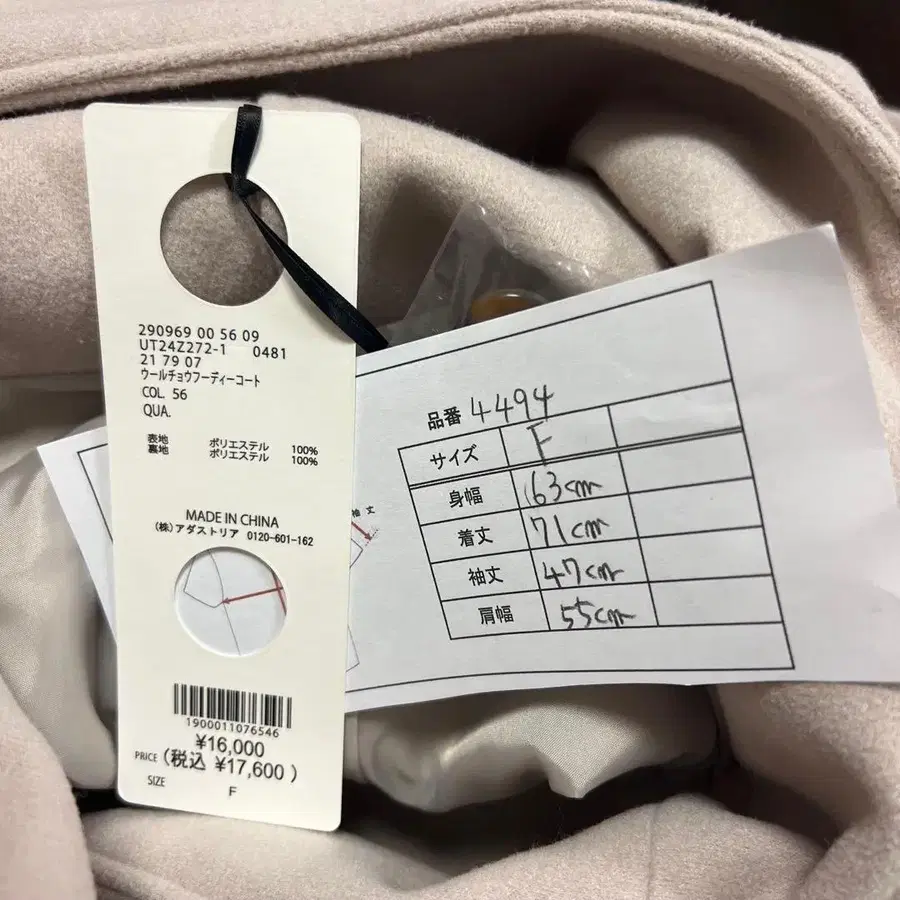 290969 00 56 09
UT24Z272-1 0481
21 79 07
ウールチョウフーディーコート
COL. 56
QUA.
表地 ポリエステル 100%
裏地 ポリエステル 100%
MADE IN CHINA
(株)アダストリア 0120-601-162
1900011076546
¥16,000
PRICE (税込 ¥17,600 )
SIZE F
袖 丈
品番 4494
サイズ F
身幅 63cm
着丈 71cm
袖丈 47cm
肩幅 55cm